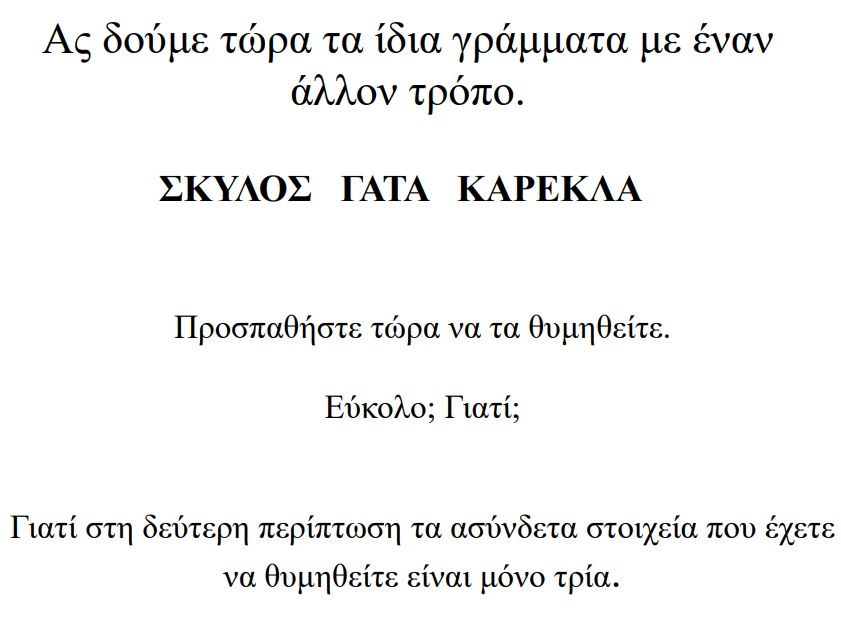 Ας δούμε τώρα τα ίδια γράμματα με έναν
άλλον τρόπο.
ΣΚΥΛΟΣ ΓΑΤΑ ΚΑΡΕΚΛΑ
Προσπαθήστε τώρα να τα θυμηθείτε.
Εύκολο; Γιατί;
Γιατί στη δεύτερη περίπτωση τα ασύνδετα στοιχεία που έχετε
να θυμηθείτε είναι μόνο τρία.